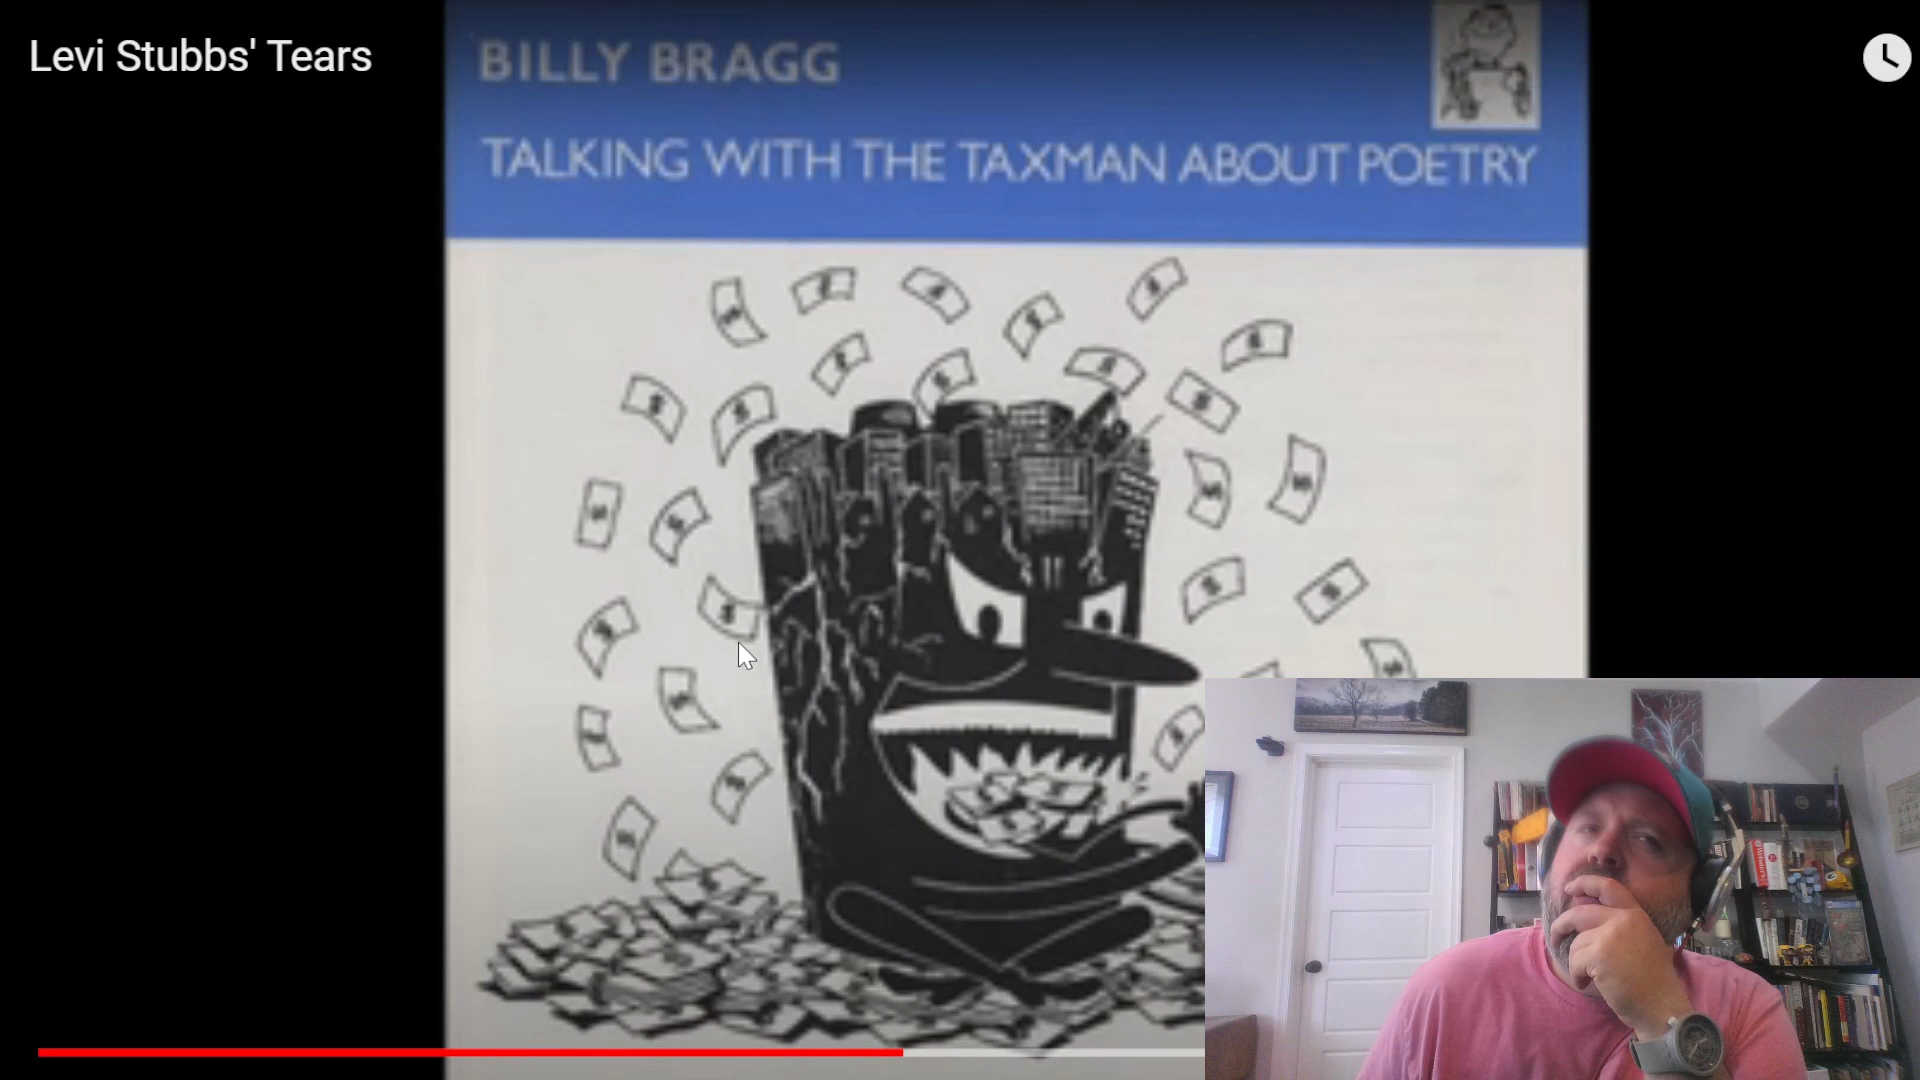 Levi Stubbs' Tears
BILLY BRAGG
TALKING WITH THE TAXMAN ABOUT POETRY